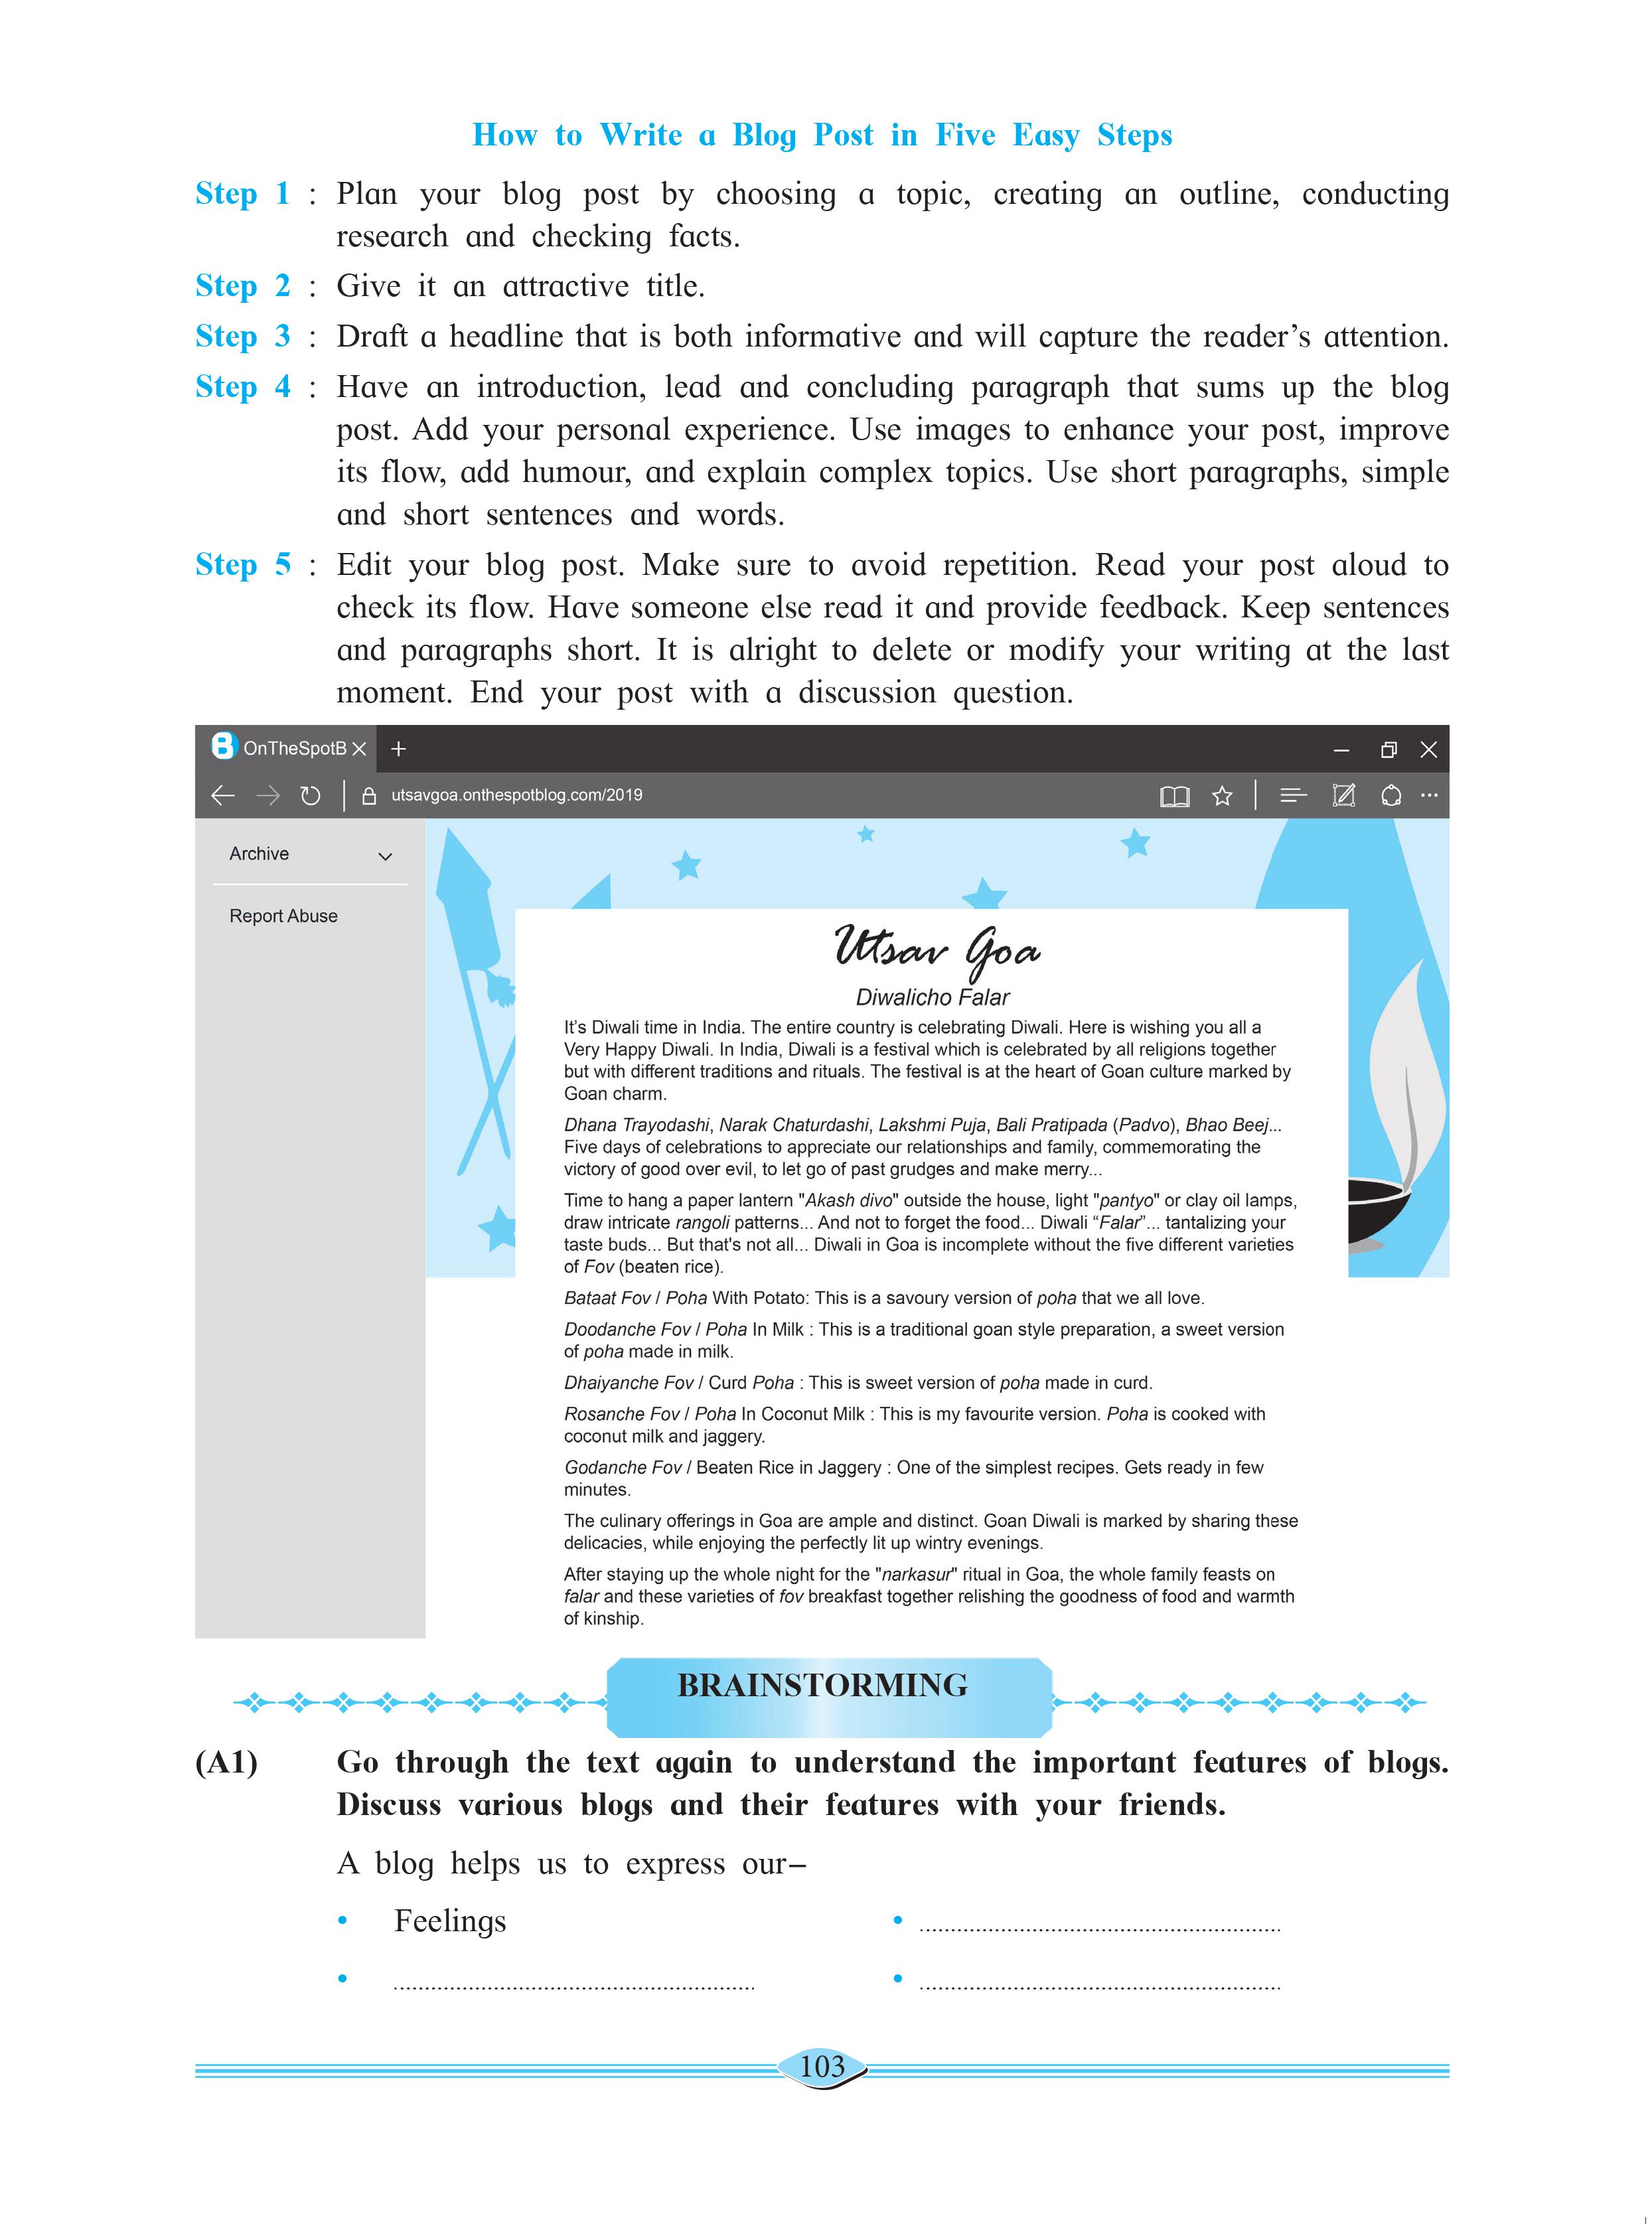 How to Write a Blog Post in Five Easy Steps
Step 1 : Plan your blog post by choosing a topic, creating an outline, conducting
research and checking facts.
Step 2 : Give it an attractive title.
Step 3 : Draft a headline that is both informative and will capture the reader’s attention.
Step 4 : Have an introduction, lead and concluding paragraph that sums up the blog
post. Add your personal experience. Use images to enhance your post, improve
its flow, add humour, and explain complex topics. Use short paragraphs, simple
and short sentences and words.
Step 5 : Edit your blog post. Make sure to avoid repetition. Read your post aloud to
check its flow. Have someone else read it and provide feedback. Keep sentences
and paragraphs short. It is alright to delete or modify your writing at the last
moment. End your post with a discussion question.
B OnTheSpotB
utsavgoa.onthespotblog.com/2019
Archive
Report Abuse
Utsav Goa
Diwalicho Falar
It’s Diwali time in India. The entire country is celebrating Diwali. Here is wishing you all a
Very Happy Diwali. In India, Diwali is a festival which is celebrated by all religions together
but with different traditions and rituals. The festival is at the heart of Goan culture marked by
Goan charm.
Dhana Trayodashi, Narak Chaturdashi, Lakshmi Puja, Bali Pratipada (Padvo), Bhao Beej...
Five days of celebrations to appreciate our relationships and family, commemorating the
victory of good over evil, to let go of past grudges and make merry...
Time to hang a paper lantern "Akash divo" outside the house, light "pantyo" or clay oil lamps,
draw intricate rangoli patterns... And not to forget the food... Diwali “Falar”... tantalizing your
taste buds... But that's not all... Diwali in Goa is incomplete without the five different varieties
of Fov (beaten rice).
Bataat Fov / Poha With Potato: This is a savoury version of poha that we all love.
Doodanche Fov / Poha In Milk : This is a traditional goan style preparation, a sweet version
of poha made in milk.
Dhaiyanche Fov / Curd Poha : This is sweet version of poha made in curd.
Rosanche Fov / Poha In Coconut Milk : This is my favourite version. Poha is cooked with
coconut milk and jaggery.
Godanche Fov / Beaten Rice in Jaggery : One of the simplest recipes. Gets ready in few
minutes.
The culinary offerings in Goa are ample and distinct. Goan Diwali is marked by sharing these
delicacies, while enjoying the perfectly lit up wintry evenings.
After staying up the whole night for the "narkasur" ritual in Goa, the whole family feasts on
falar and these varieties of fov breakfast together relishing the goodness of food and warmth
of kinship.
BRAINSTORMING
(A1) Go through the text again to understand the important features of blogs.
Discuss various blogs and their features with your friends.
A blog helps us to express our–
• Feelings • ..........................................................
• .......................................................... • ..........................................................
103